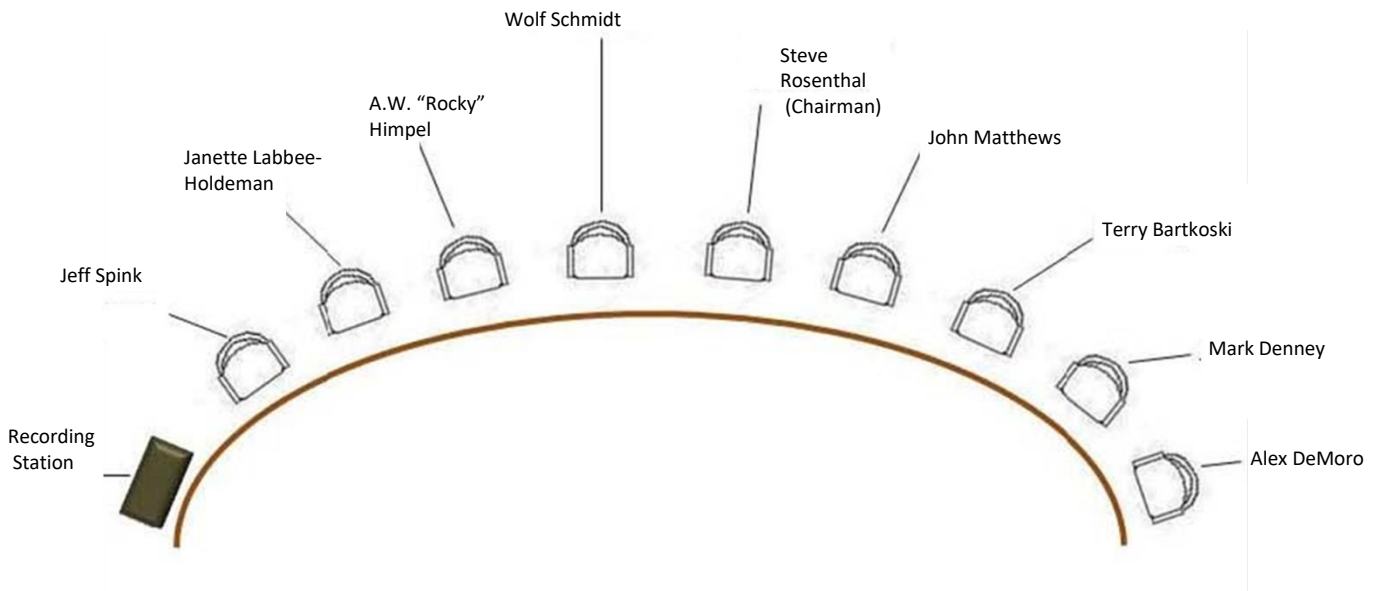 Wolf Schmidt
Steve
Rosenthal
(Chairman)
A.W. “Rocky”
Himpel
John Matthews
Janette Labbee-
Holdeman
Terry Bartkoski
Jeff Spink
Mark Denney
Recording
Station
Alex DeMoro